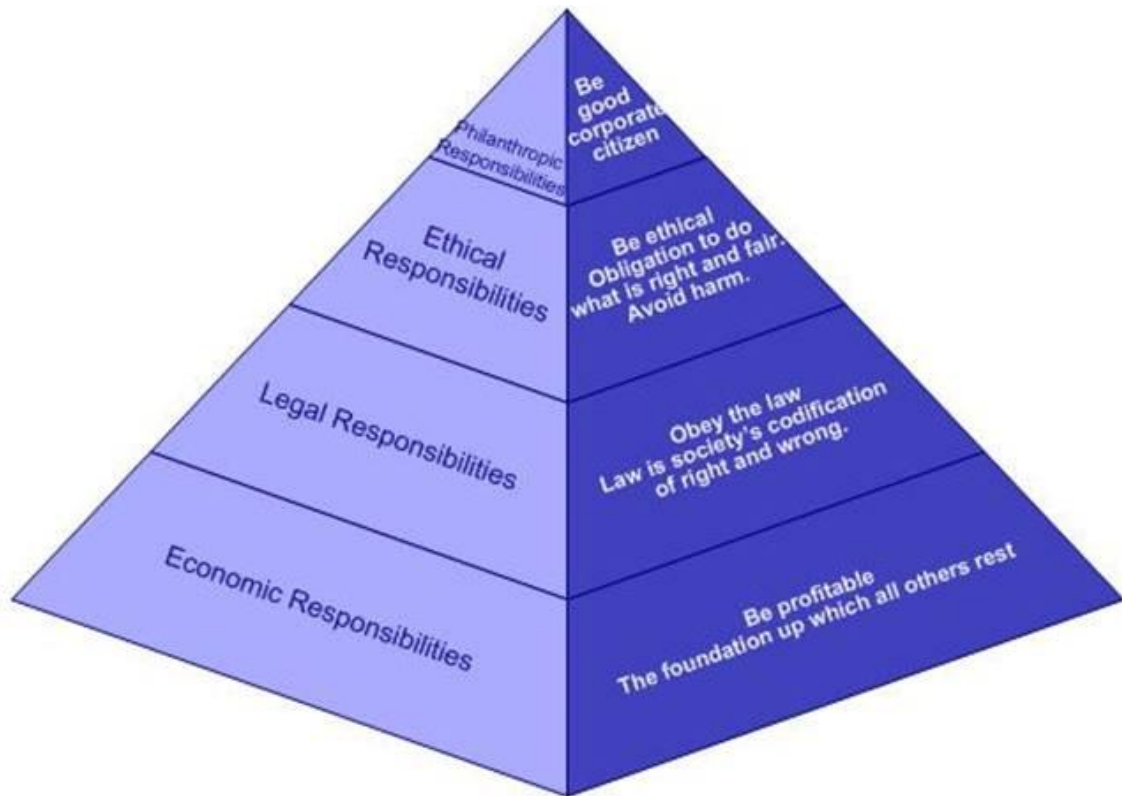 Philanthropic
Responsibilities
Be
good
corporate
citizen
Ethical
Responsibilities
Be ethical
Obligation to do
what is right and fair.
Avoid harm.
Legal Responsibilities
Obey the law
Law is society's codification
of right and wrong.
Economic Responsibilities
Be profitable
The foundation up which all others rest